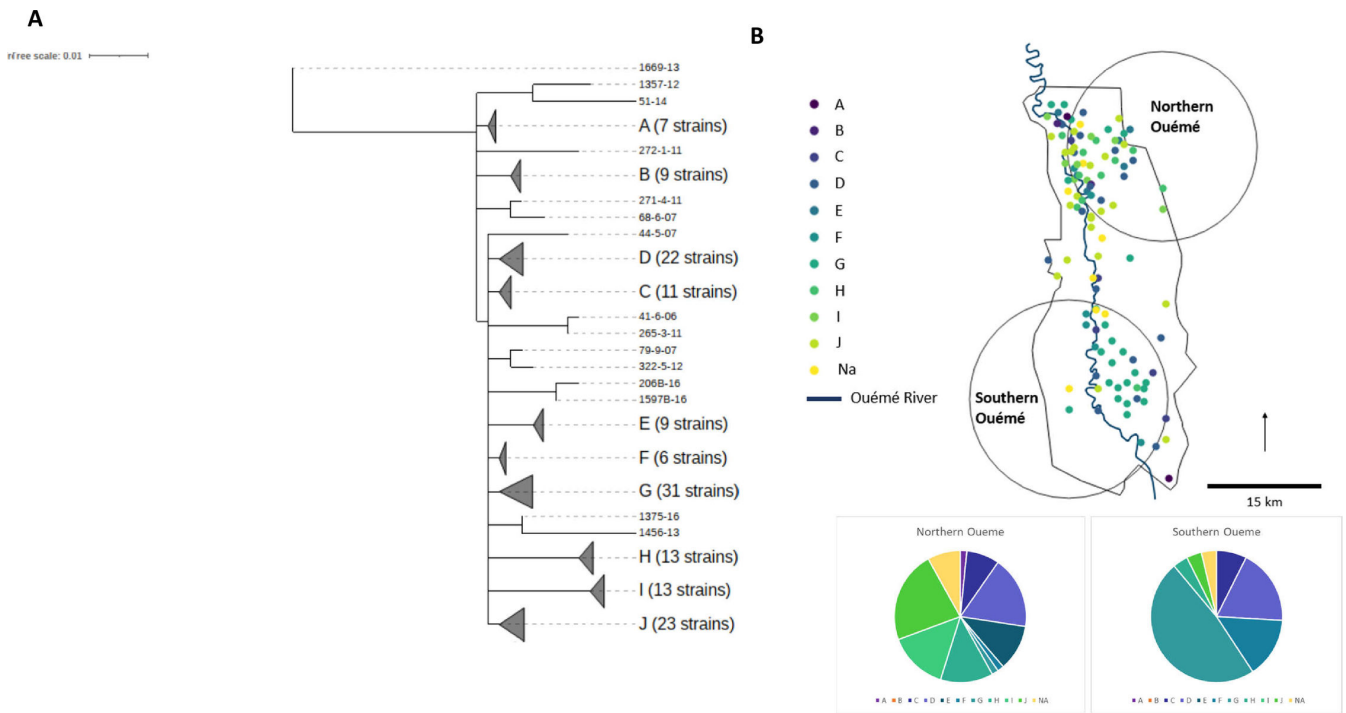 A
Tree scale: 0.01
1669-13
1357-12
51-14
A (7 strains)
272-1-11
B (9 strains)
271-4-11
68-6-07
44-5-07
D (22 strains)
C (11 strains)
41-6-06
265-3-11
79-9-07
322-5-12
206B-16
1597B-16
E (9 strains)
F (6 strains)
G (31 strains)
1375-16
1456-13
H (13 strains)
I (13 strains)
J (23 strains)
B
A
B
C
D
E
F
G
H
I
J
Na
Ouémé River
Northern
Ouémé
Southern
Ouémé
15 km
Northern Oueme
A B C D E F G H I J NA
Southern Oueme
A B C D E F G H I J NA